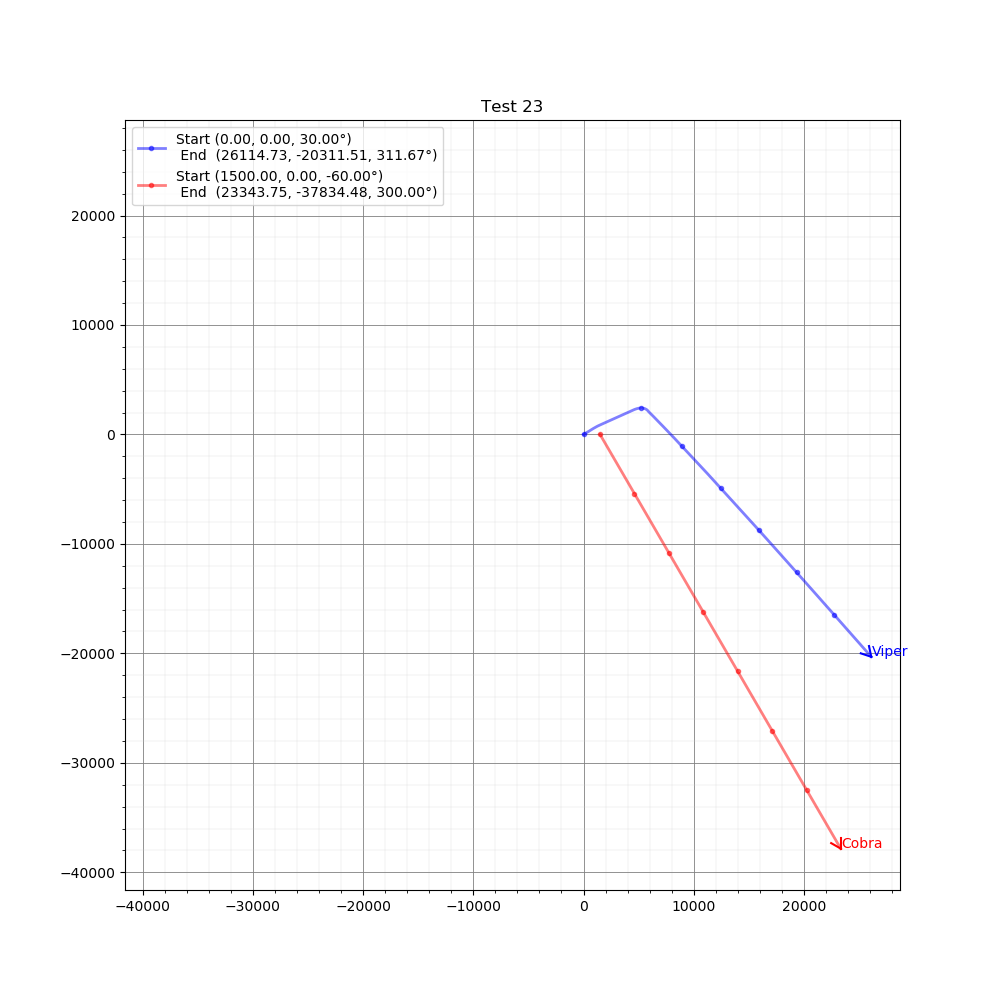 Test 23
Start (0.00, 0.00, 30.00°)
End (26114.73, -20311.51, 311.67°)
Start (1500.00, 0.00, -60.00°)
End (23343.75, -37834.48, 300.00°)
20000
10000
0
−10000
−20000
−30000
−40000
Viper
Cobra
−40000
−30000
−20000
−10000
0
10000
20000